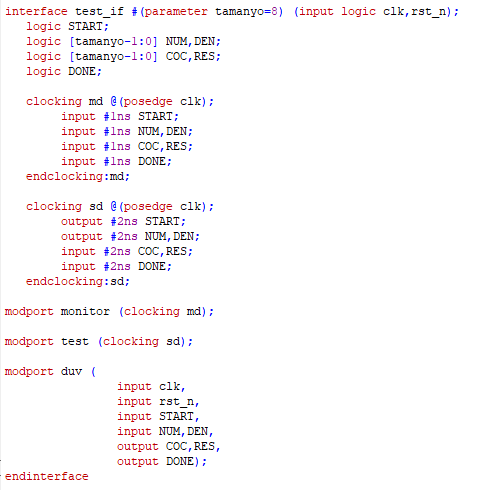 interface test_if #(parameter tamanyo=8) (input logic clk,rst_n);
logic START;
logic [tamanyo-1:0] NUM,DEN;
logic [tamanyo-1:0] COC,RES;
logic DONE;
clocking md @(posedge clk);
input #1ns START;
input #1ns NUM,DEN;
input #1ns COC,RES;
input #1ns DONE;
endclocking:md;
clocking sd @(posedge clk);
output #2ns START;
output #2ns NUM,DEN;
input #2ns COC,RES;
input #2ns DONE;
endclocking:sd;
modport monitor (clocking md);
modport test (clocking sd);
modport duv (
input clk,
input rst_n,
input START,
input NUM,DEN,
output COC,RES,
output DONE);
endinterface